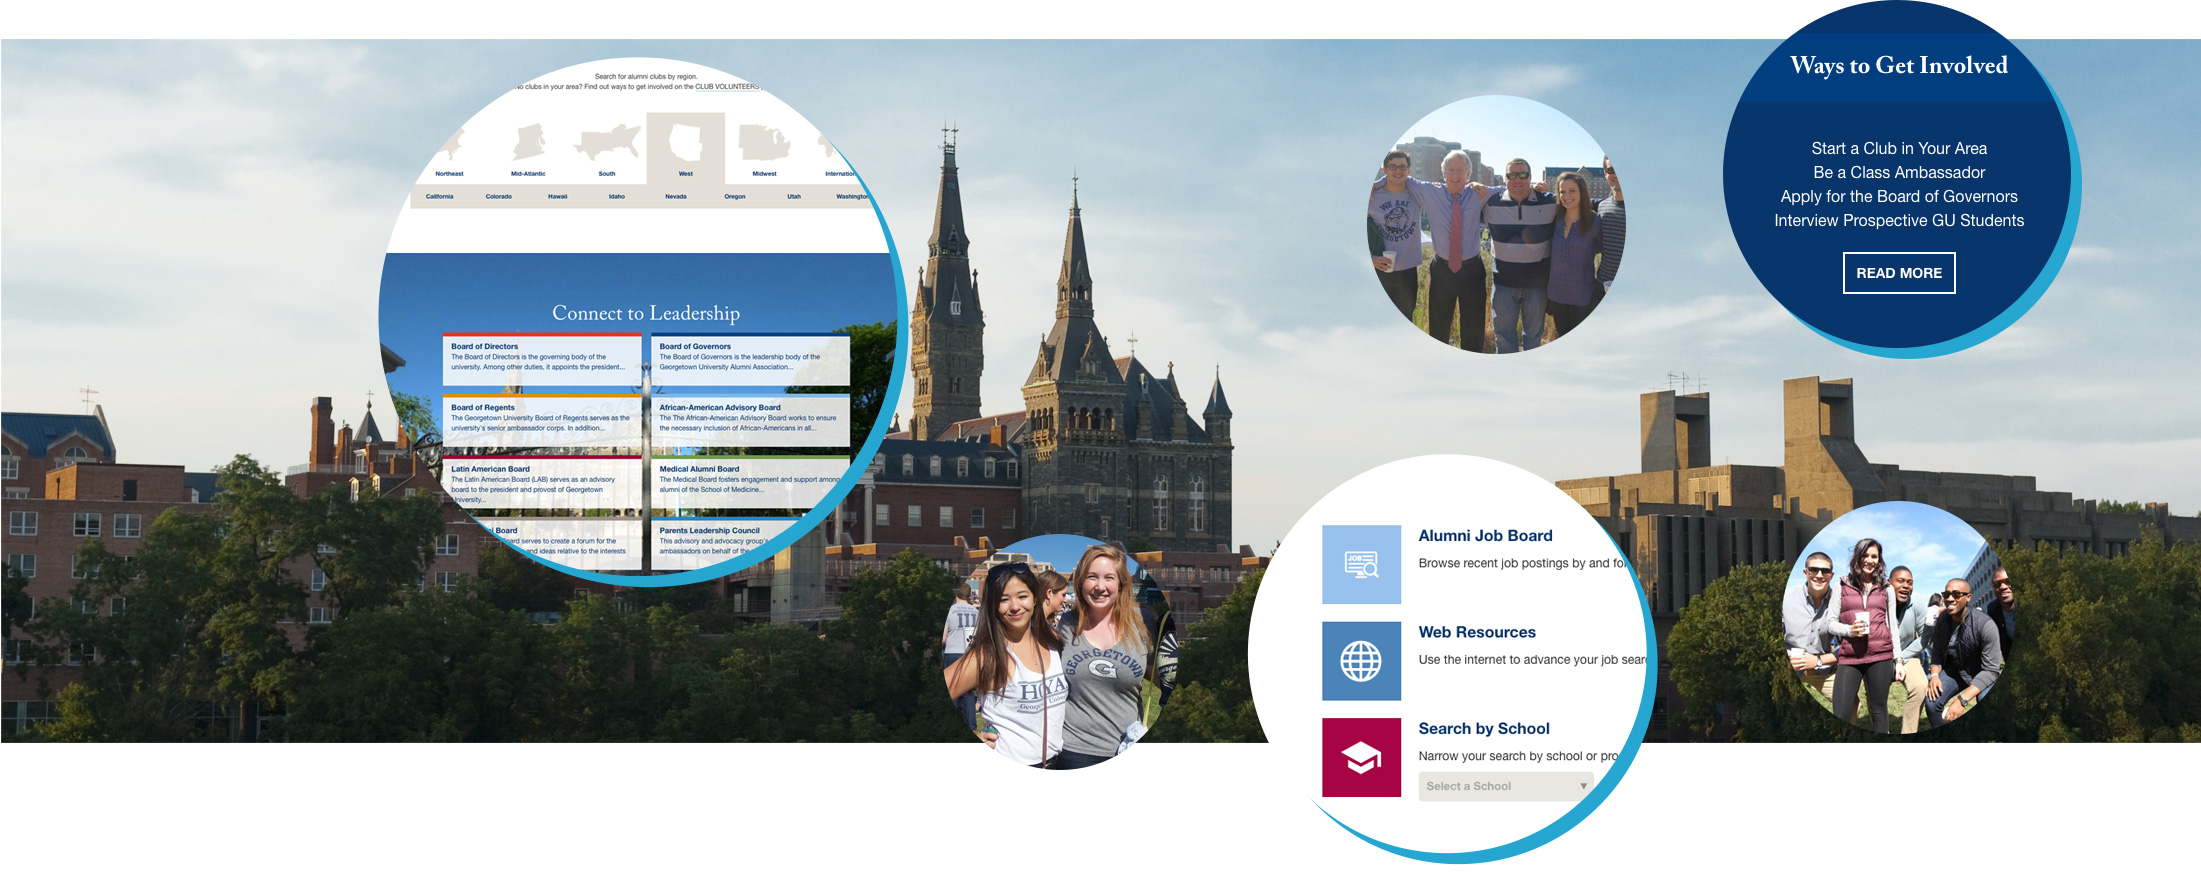 Search for alumni clubs by region.
No clubs in your area? Find out ways to get involved on the CLUB VOLUNTEERS
Northeast
Mid-Atlantic
South
West
Midwest
Internation
California
Colorado
Hawaii
Idaho
Nevada
Oregon
Utah
Washington
Connect to Leadership
Board of Directors
The Board of Directors is the governing body of the
university. Among other duties, it appoints the president...
Board of Governors
The Board of Governors is the leadership body of the
Georgetown University Alumni Association...
Board of Regents
The Georgetown University Board of Regents serves as the
university's senior ambassador corps. In addition...
African-American Advisory Board
The The African-American Advisory Board works to ensure
the necessary inclusion of African-Americans in all...
Latin American Board
The Latin American Board (LAB) serves as an advisory
board to the president and provost of Georgetown
University...
Medical Alumni Board
The Medical Board fosters engagement and support among
alumni of the School of Medicine...
Board
serves to create a forum for the
and ideas relative to the interests
Parents Leadership Council
This advisory and advocacy group's
ambassadors on behalf of the
WE ARE
GEORGETOWN
HOYA
GEORGETOWN
G
Ways to Get Involved
Start a Club in Your Area
Be a Class Ambassador
Apply for the Board of Governors
Interview Prospective GU Students
READ MORE
JOB
Alumni Job Board
Browse recent job postings by and for
Web Resources
Use the internet to advance your job sear
Search by School
Narrow your search by school or pro
Select a School